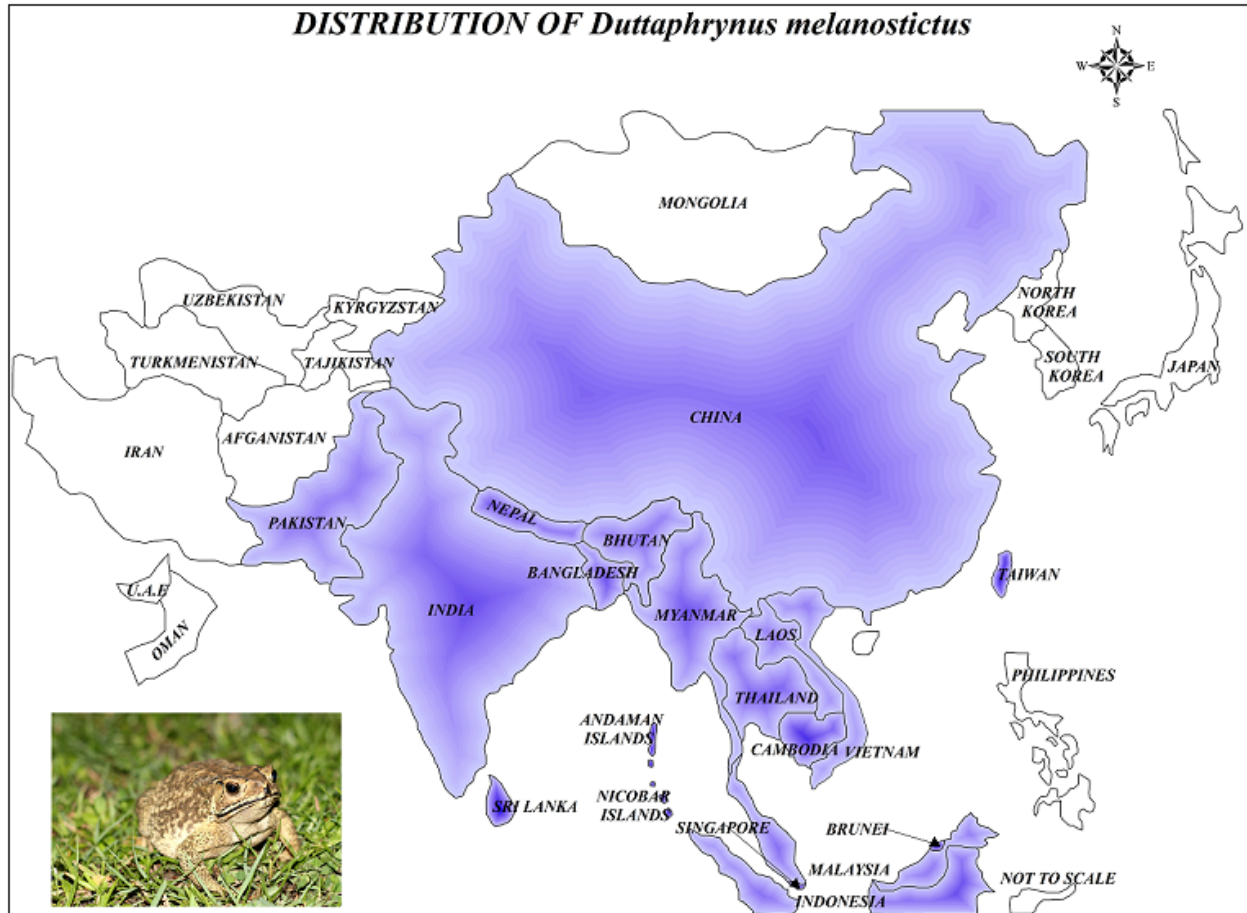 DISTRIBUTION OF Duttaphrynus melanostictus
N
W
E
S
MONGOLIA
UZBEKISTAN
KYRGYZSTAN
NORTH
KOREA
TURKMENISTAN
TAJIKISTAN
SOUTH
KOREA
JAPAN
CHINA
AFGANISTAN
IRAN
NEPAL
PAKISTAN
BHUTAN
BANGLADESH
TAIWAN
U.A.E
INDIA
MYANMAR
LAOS
OMAN
PHILIPPINES
THAILAND
ANDAMAN
ISLANDS
CAMBODIA
VIETNAM
NICOBAR
ISLANDS
SRI LANKA
SINGAPORE
BRUNEI
MALAYSIA
NOT TO SCALE
INDONESIA